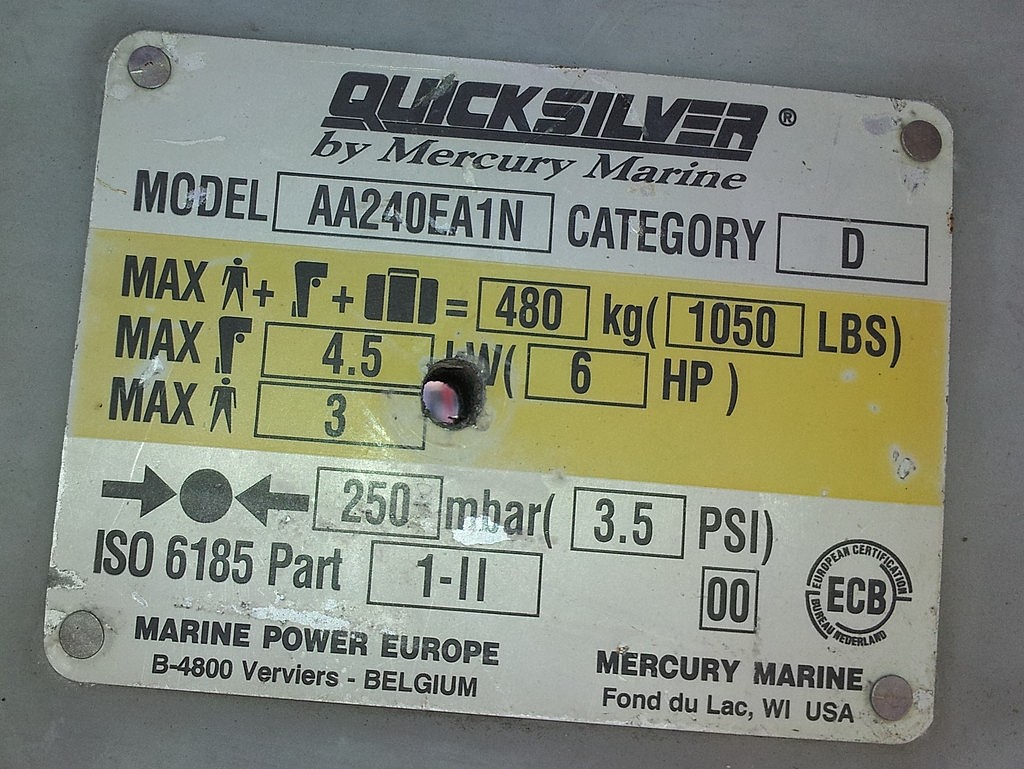 QUICKSILVER®
by Mercury Marine
MODEL AA240EA1N CATEGORY D
MAX + + = 480 kg( 1050 LBS)
MAX 4.5 kW( 6 HP )
MAX 3
250 mbar( 3.5 PSI)
ISO 6185 Part 1-II
00
EUROPEAN CERTIFICATION
ECB
BUREAU NEDERLAND
MARINE POWER EUROPE
B-4800 Verviers - BELGIUM
MERCURY MARINE
Fond du Lac, WI USA